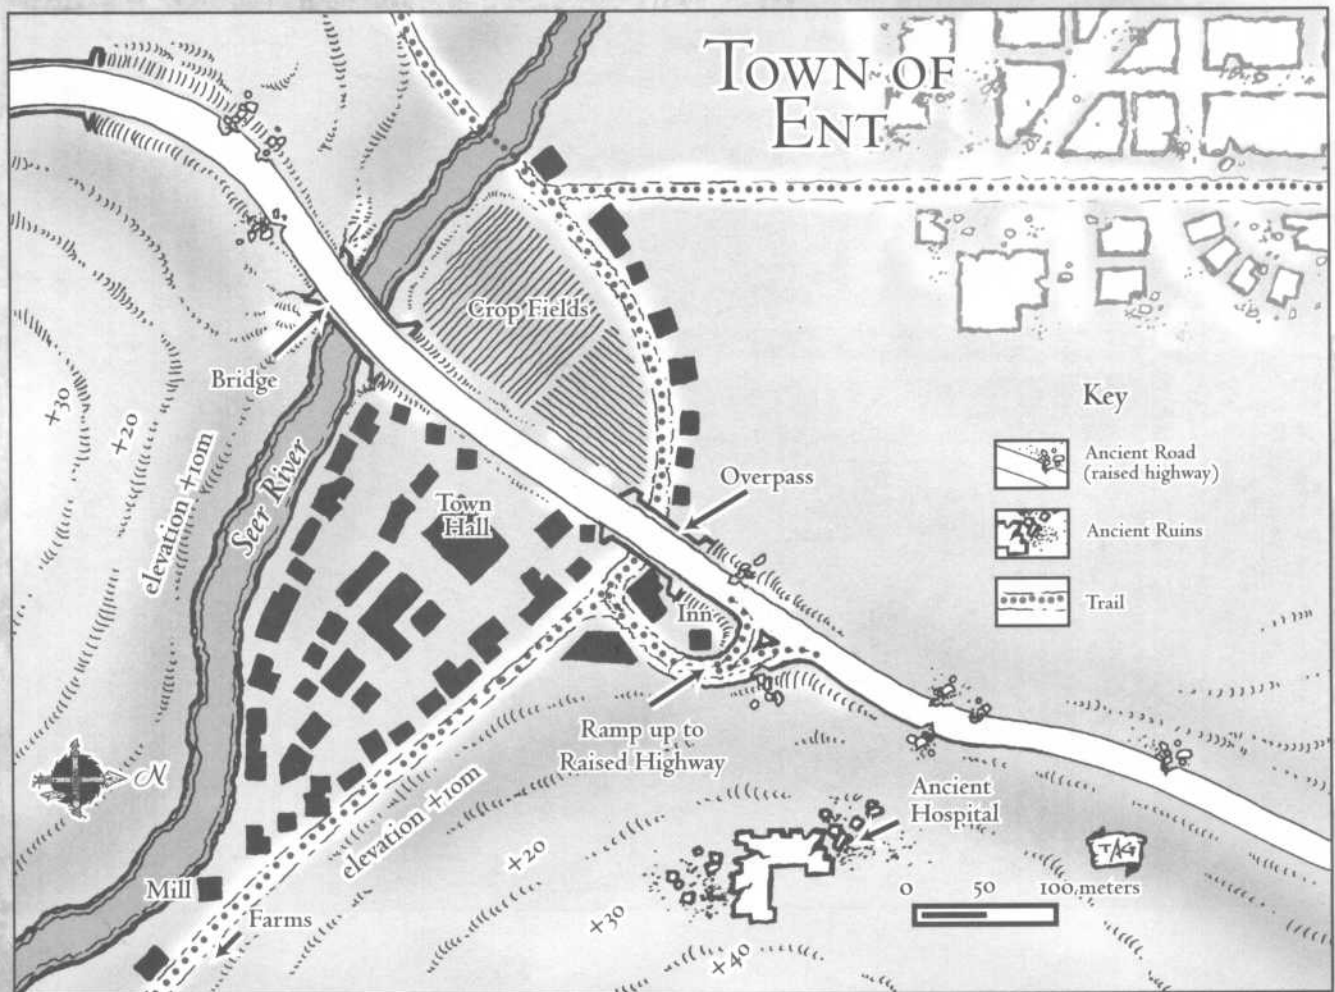 TOWN OF
ENT
Crop Fields
Bridge
+30
+20
elevation +10m
Seer River
Town
Hall
Overpass
Key
Ancient Road
(raised highway)
Ancient Ruins
Trail
Inn
Ramp up to
Raised Highway
N
elevation +10m
Ancient
Hospital
+20
+30
+40
TAG
0 50 100 meters
Mill
Farms